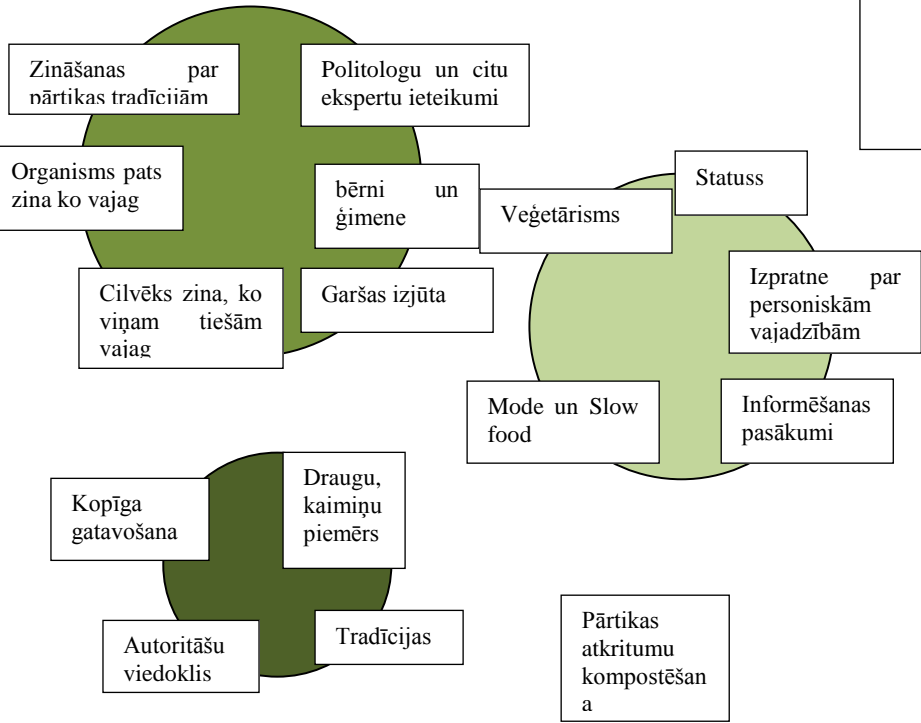 Zināšanas par
pārtikas tradīcijām
Politologu un citu
ekspertu ieteikumi
Organisms pats
zina ko vajag
bērni un
ģimene
Cilvēks zina, ko
viņam tiešām
vajag
Garšas izjūta
Statuss
Veģetārisms
Izpratne par
personiskām
vajadzībām
Mode un Slow
food
Informēšanas
pasākumi
Kopīga
gatavošana
Draugu,
kaimiņu
piemērs
Autoritāšu
viedoklis
Tradīcijas
Pārtikas
atkritumu
kompostēšan
a